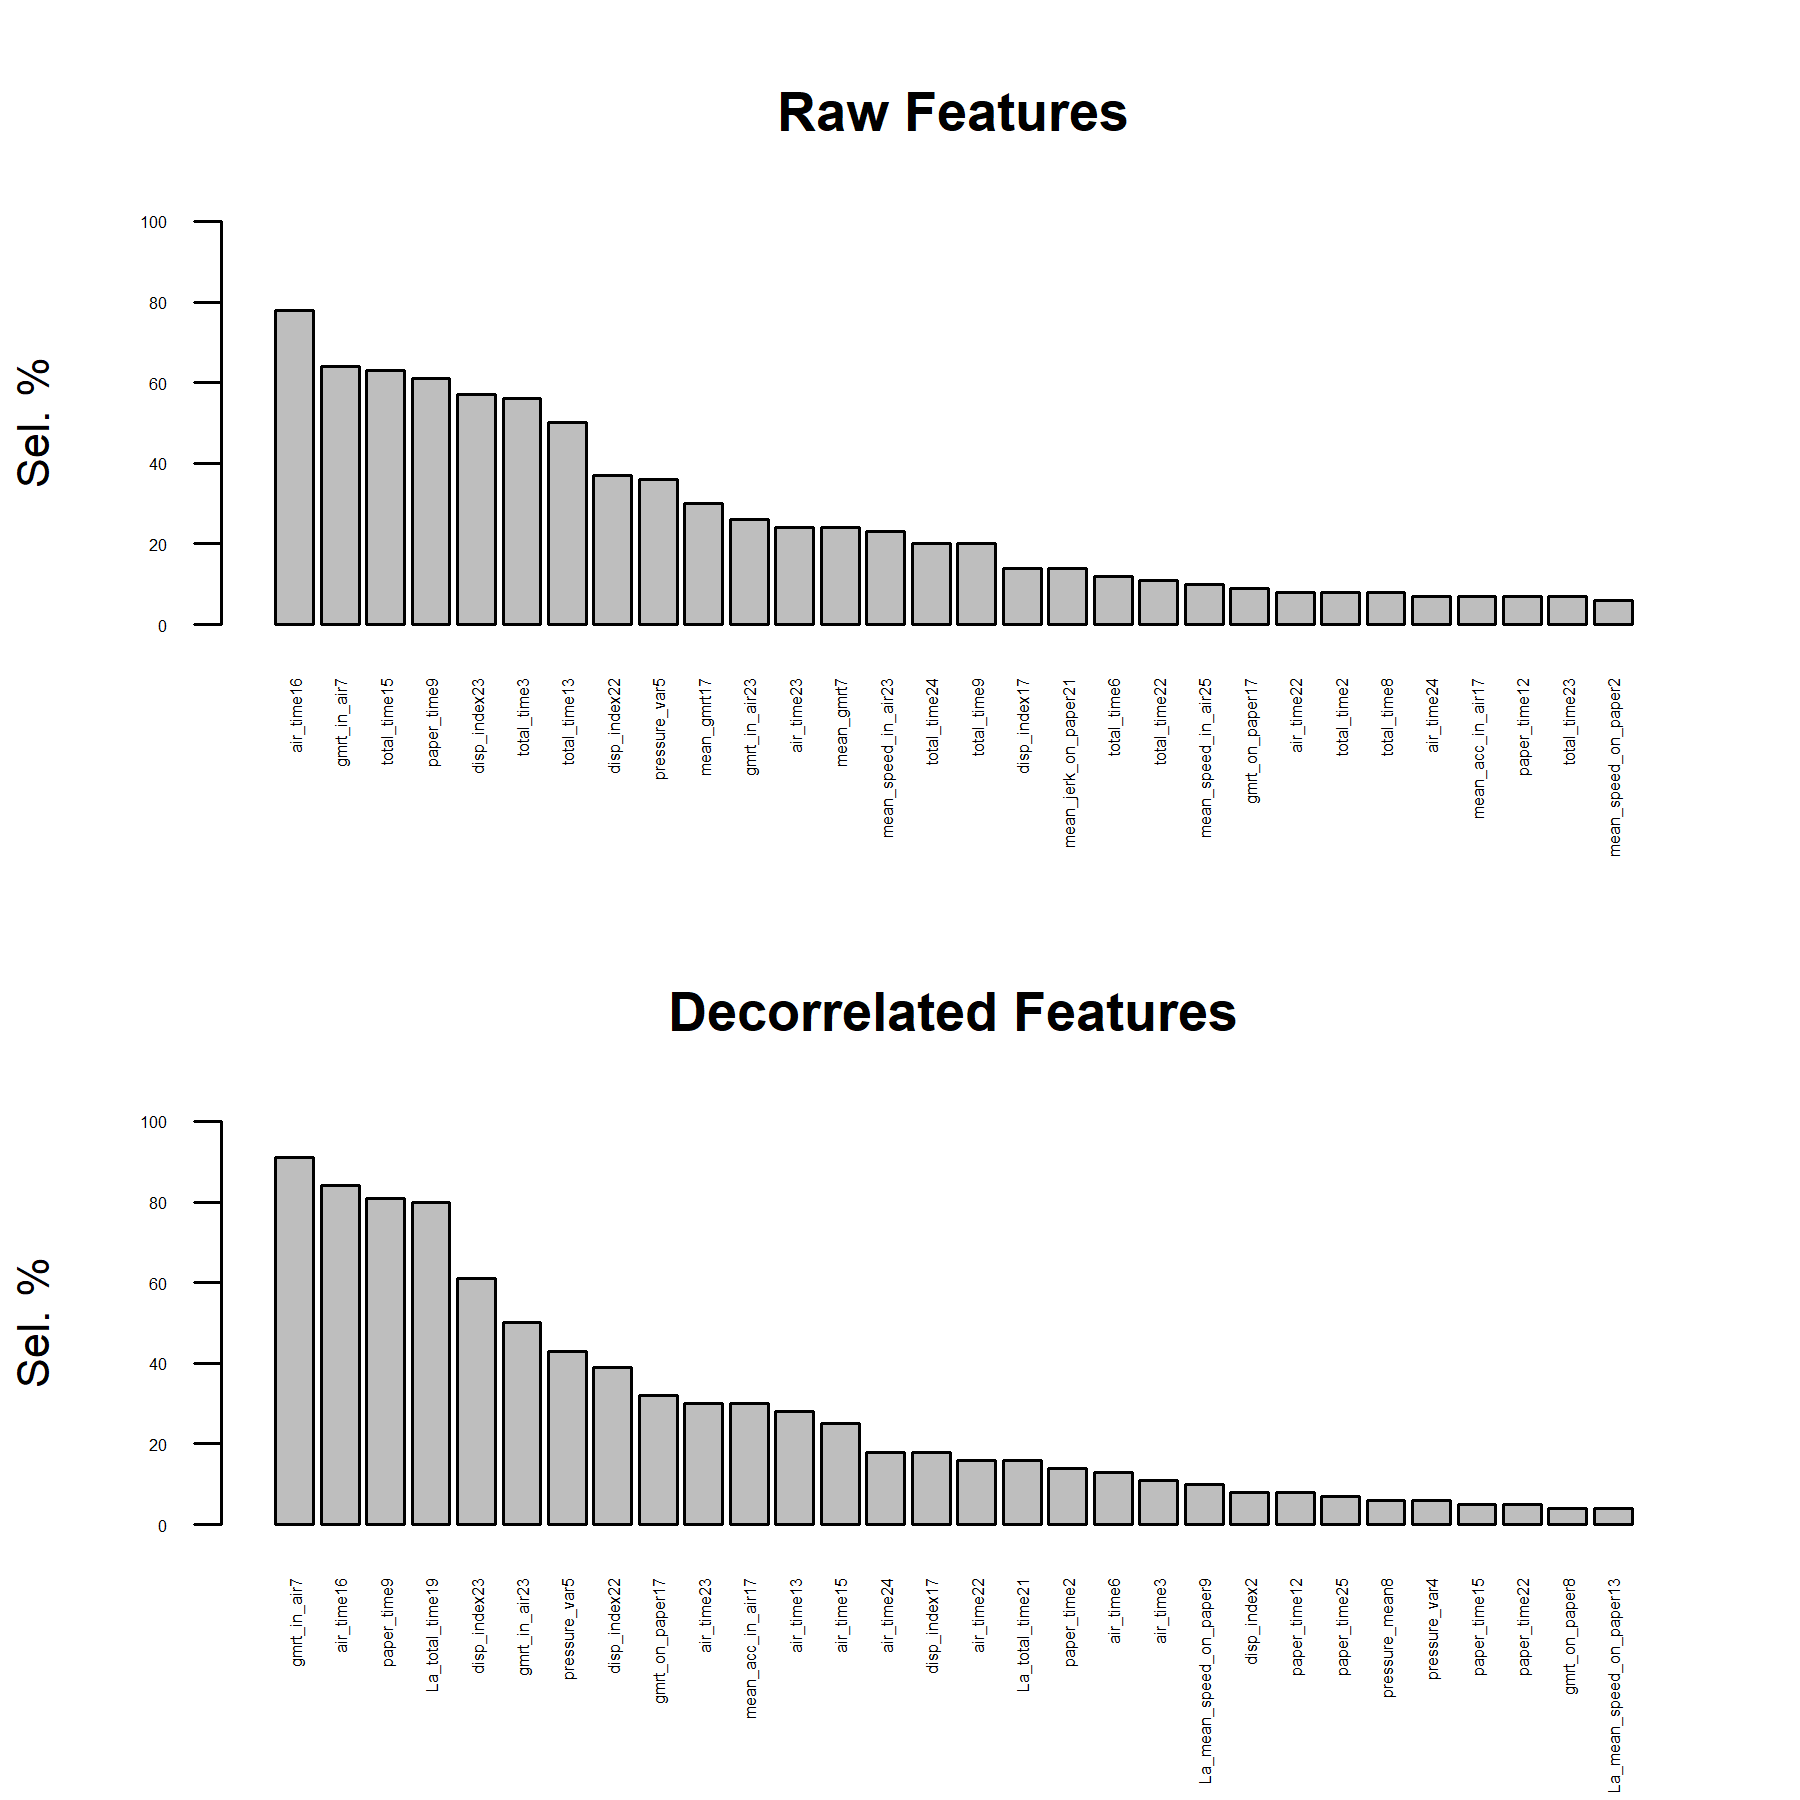 Raw Features
Sel. %
100
80
60
40
20
0
air_time16
gmrt_in_air7
total_time15
paper_time9
disp_index23
total_time3
total_time13
disp_index22
pressure_var5
mean_gmrt17
gmrt_in_air23
air_time23
mean_gmrt7
mean_speed_in_air23
total_time24
total_time9
disp_index17
mean_jerk_on_paper21
total_time6
total_time22
mean_speed_in_air25
gmrt_on_paper17
air_time22
total_time2
total_time8
air_time24
mean_acc_in_air17
paper_time12
total_time23
mean_speed_on_paper2
Decorrelated Features
Sel. %
100
80
60
40
20
0
gmrt_in_air7
air_time16
paper_time9
La_total_time19
disp_index23
gmrt_in_air23
pressure_var5
disp_index22
gmrt_on_paper17
air_time23
mean_acc_in_air17
air_time13
air_time15
air_time24
disp_index17
air_time22
La_total_time21
paper_time2
air_time6
air_time3
La_mean_speed_on_paper9
disp_index2
paper_time12
paper_time25
pressure_mean8
pressure_var4
paper_time15
paper_time22
gmrt_on_paper8
La_mean_speed_on_paper13